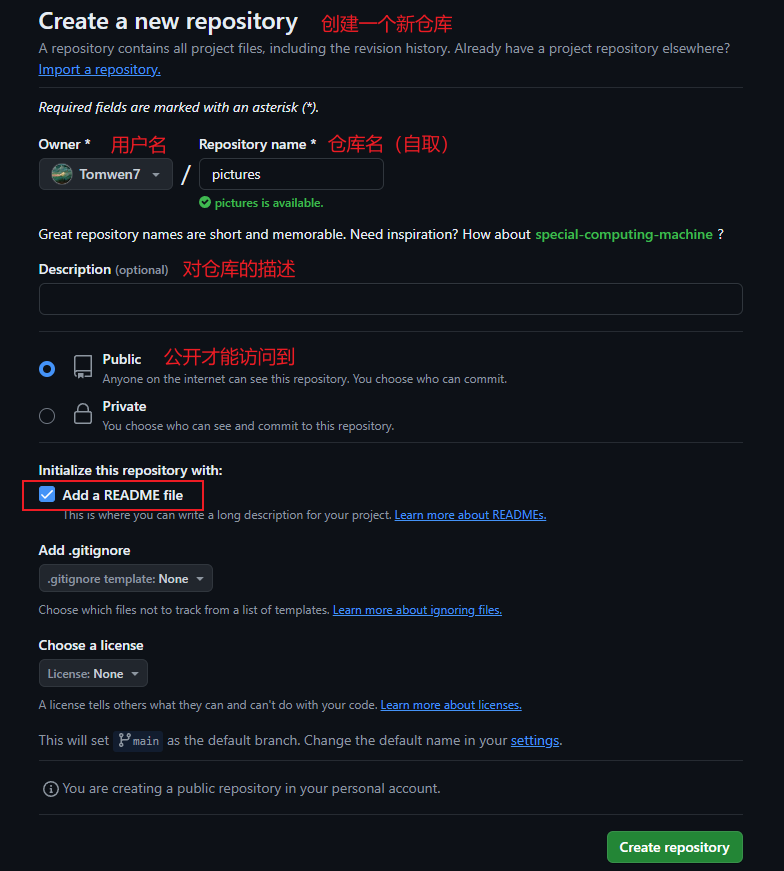 Create a new repository 创建一个新仓库
A repository contains all project files, including the revision history. Already have a project repository elsewhere?
Import a repository.
Required fields are marked with an asterisk (*).
Owner * 用户名 Repository name * 仓库名（自取）
Tomwen7 / pictures
pictures is available.
Great repository names are short and memorable. Need inspiration? How about special-computing-machine ?
Description (optional) 对仓库的描述
Public 公开才能访问到
Anyone on the internet can see this repository. You choose who can commit.
Private
You choose who can see and commit to this repository.
Initialize this repository with:
Add a README file
This is where you can write a long description for your project. Learn more about READMEs.
Add .gitignore
.gitignore template: None
Choose which files not to track from a list of templates. Learn more about ignoring files.
Choose a license
License: None
A license tells others what they can and can't do with your code. Learn more about licenses.
This will set main as the default branch. Change the default name in your settings.
You are creating a public repository in your personal account.
Create repository